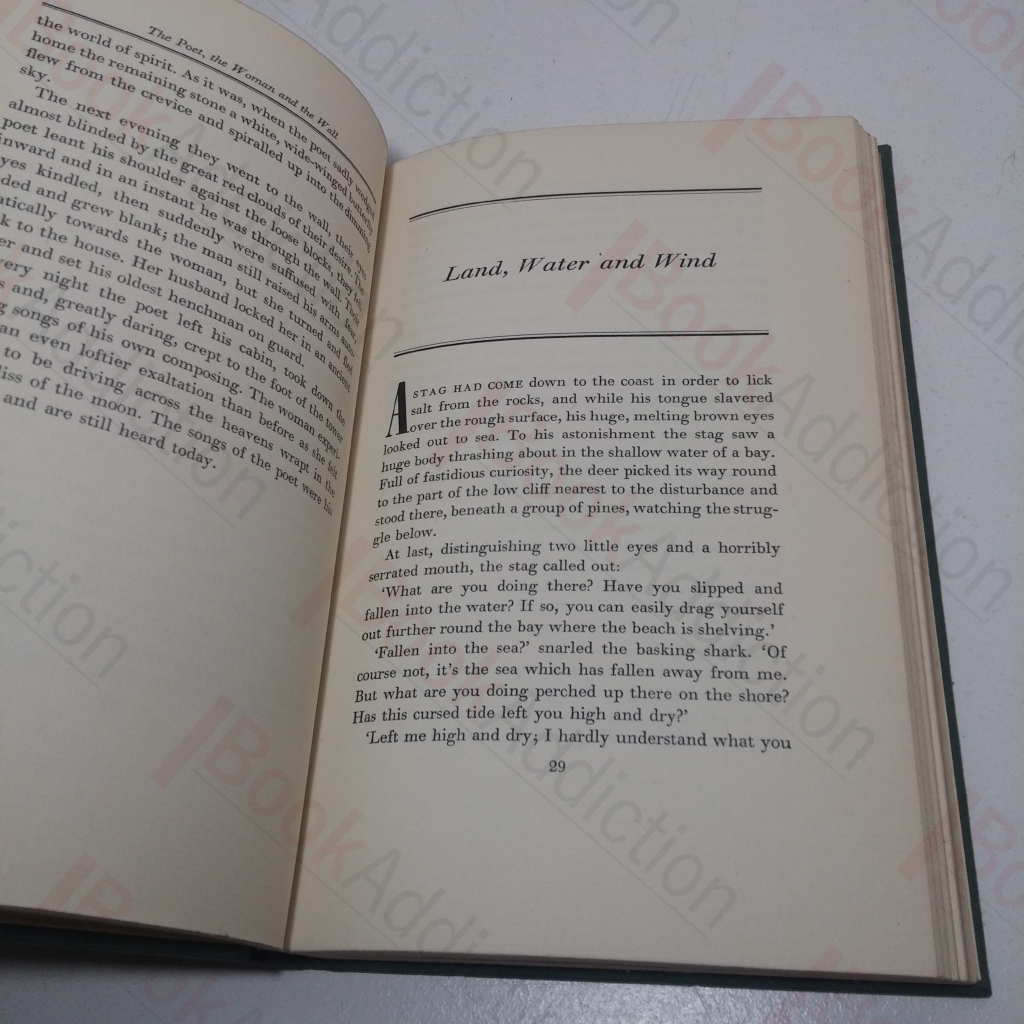 The Poet, the Woman and the Wall
the world of spirit. As it was, when the poet sadly wedged
home the remaining stone a white, wide-winged butterfly
flew from the crevice and spiralled up into the dimming
sky.
The next evening they went to the wall, their eyes
almost blinded by the great red clouds of their desire. The
poet leant his shoulder against the loose blocks, they fell
inward and in an instant he was through the wall. Their
yes kindled, then suddenly were suffused with fear,
ded and grew blank; the man still raised his arms auto-
atically towards the woman, but she turned and fled
k to the house. Her husband locked her in an ancient
er and set his oldest henchman on guard.
very night the poet left his cabin, took down the
s and, greatly daring, crept to the foot of the tower
g songs of his own composing. The woman experi-
an even loftier exaltation than before as she felt
to be driving across the heavens wrapt in the
liss of the moon. The songs of the poet were his
and are still heard today.
Land, Water and Wind
A STAG HAD COME down to the coast in order to lick
salt from the rocks, and while his tongue slavered
over the rough surface, his huge, melting brown eyes
looked out to sea. To his astonishment the stag saw a
huge body thrashing about in the shallow water of a bay.
Full of fastidious curiosity, the deer picked its way round
to the part of the low cliff nearest to the disturbance and
stood there, beneath a group of pines, watching the strug-
gle below.
At last, distinguishing two little eyes and a horribly
serrated mouth, the stag called out:
'What are you doing there? Have you slipped and
fallen into the water? If so, you can easily drag yourself
out further round the bay where the beach is shelving.'
'Fallen into the sea?' snarled the basking shark. 'Of
course not, it's the sea which has fallen away from me.
But what are you doing perched up there on the shore?
Has this cursed tide left you high and dry?'
'Left me high and dry; I hardly understand what you
29
BookAddiction